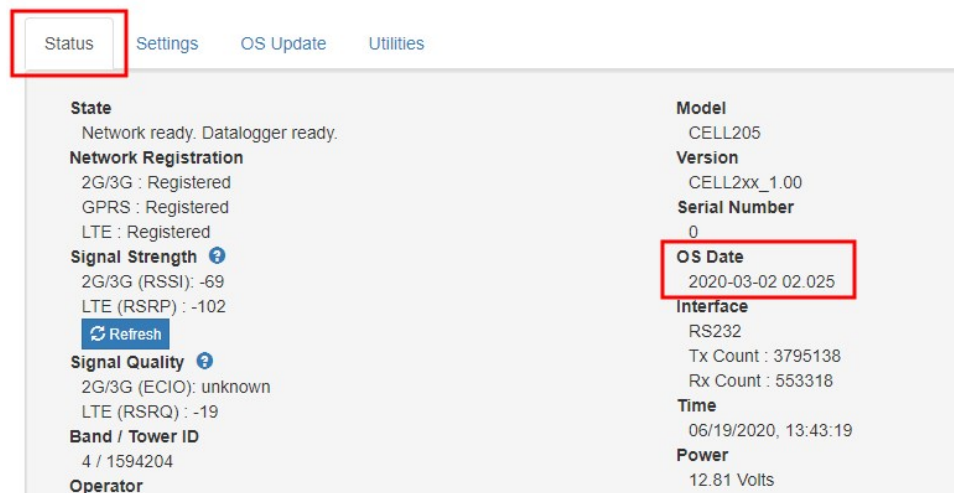 Status Settings OS Update Utilities
State
Network ready. Datalogger ready.
Network Registration
2G/3G : Registered
GPRS : Registered
LTE : Registered
Signal Strength
2G/3G (RSSI): -69
LTE (RSRP) : -102
Refresh
Signal Quality
2G/3G (ECIO): unknown
LTE (RSRQ) : -19
Band / Tower ID
4 / 1594204
Operator
Model
CELL205
Version
CELL2xx_1.00
Serial Number
0
OS Date
2020-03-02 02.025
Interface
RS232
Tx Count : 3795138
Rx Count : 553318
Time
06/19/2020, 13:43:19
Power
12.81 Volts